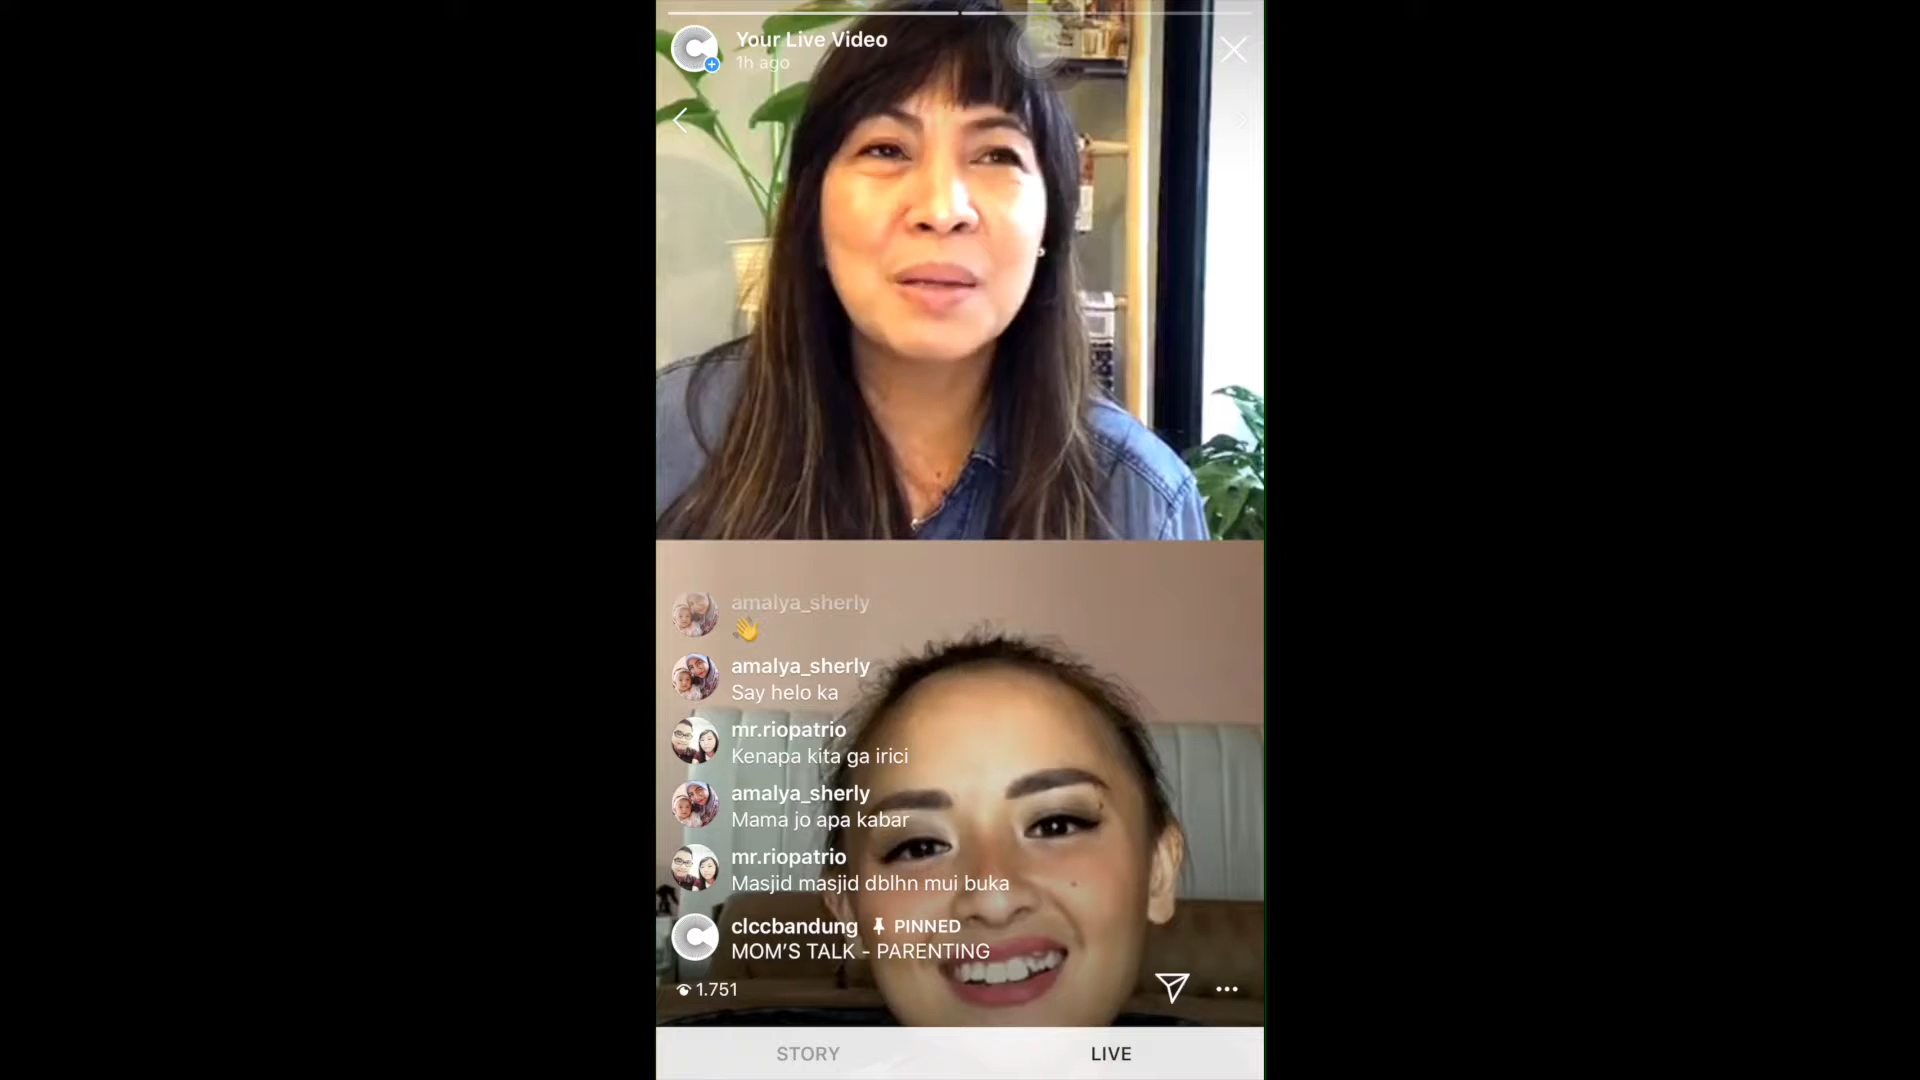 Your Live Video
1h ago
amalya_sherly
👋
amalya_sherly
Say helo ka
mr.riopatrio
Kenapa kita ga irici
amalya_sherly
Mama jo apa kabar
mr.riopatrio
Masjid masjid dblhn mui buka
clccbandung PINNED
MOM’S TALK - PARENTING
1.751
STORY LIVE